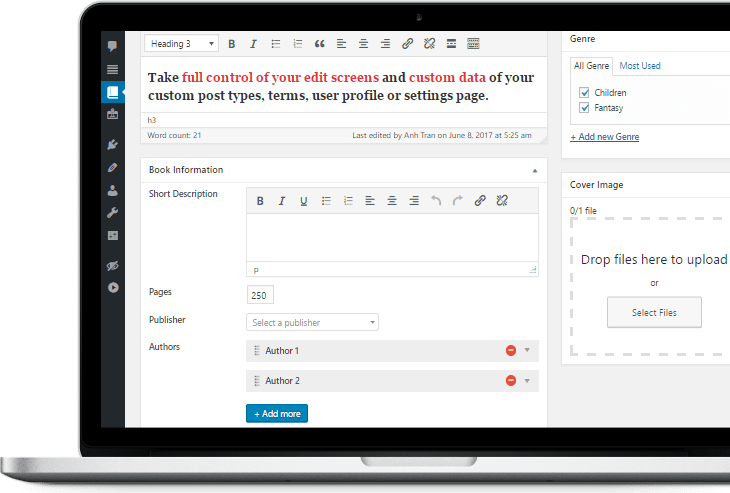 Heading 3
Take full control of your edit screens and custom data of your
custom post types, terms, user profile or settings page.
h3
Word count: 21
Last edited by Anh Tran on June 8, 2017 at 5:25 am
Book Information
Short Description
p
Pages
250
Publisher
Select a publisher
Authors
Author 1
Author 2
+ Add more
Genre
All Genre
Most Used
Children
Fantasy
+ Add new Genre
Cover Image
0/1 file
Drop files here to upload
or
Select Files